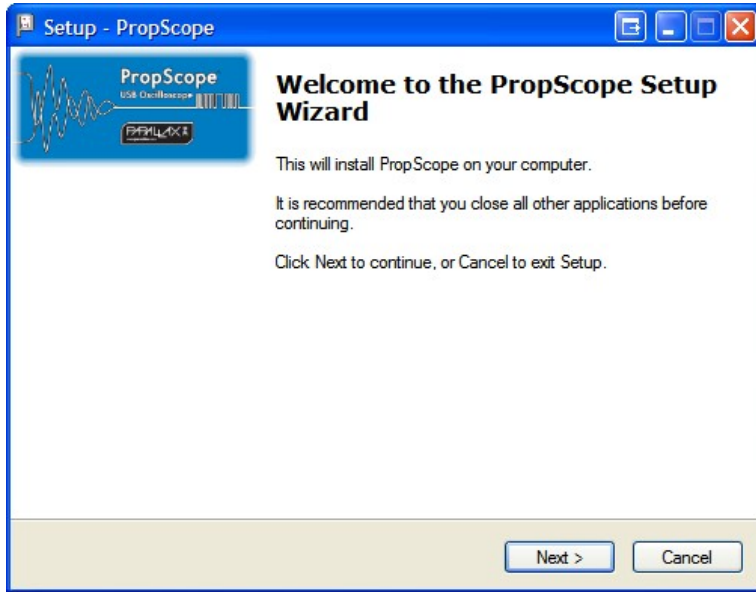 Setup - PropScope
PropScope
USB Oscilloscope
PARALLAX
Welcome to the PropScope Setup
Wizard
This will install PropScope on your computer.
It is recommended that you close all other applications before
continuing.
Click Next to continue, or Cancel to exit Setup.
Next >
Cancel